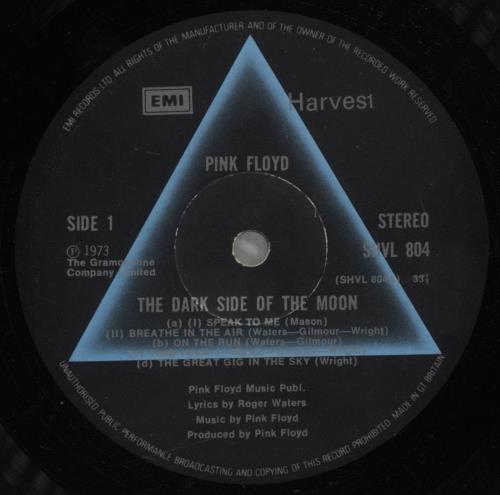 EMI RECORDS LTD ALL RIGHTS OF THE MANUFACTURER AND OF THE OWNER OF THE RECORDED WORK RESERVED
EMI
Harvest
PINK FLOYD
SIDE 1
STEREO
Ⓟ 1973
SHVL 804
The Gramophone
Company Limited
(SHVL 804 33⅓
THE DARK SIDE OF THE MOON
(a) (I) SPEAK TO ME (Mason)
(II) BREATHE IN THE AIR (Waters—Gilmour—Wright)
(b) ON THE RUN (Waters—Gilmour)
(d) THE GREAT GIG IN THE SKY (Wright)
Pink Floyd Music Publ.
Lyrics by Roger Waters
Music by Pink Floyd
Produced by Pink Floyd
UNAUTHORISED PUBLIC PERFORMANCE BROADCASTING AND COPYING OF THIS RECORD PROHIBITED MADE IN GT BRITAIN